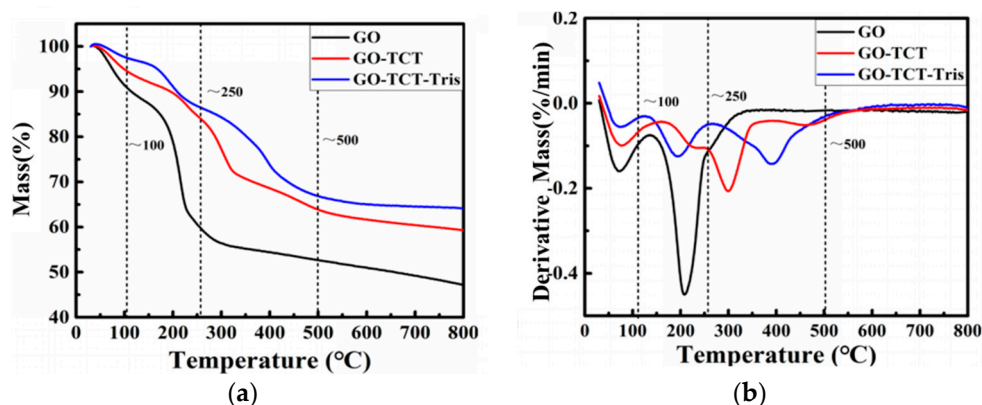 100
90
80
70
60
50
40
Mass(%)
GO
GO-TCT
GO-TCT-Tris
~250
~100
~500
0 100 200 300 400 500 600 700 800
Temperature (℃)
(a)
0.2
0.0
-0.2
-0.4
Derivative Mass(%/min)
GO
GO-TCT
GO-TCT-Tris
~100
~250
~500
0 100 200 300 400 500 600 700 800
Temperature (℃)
(b)